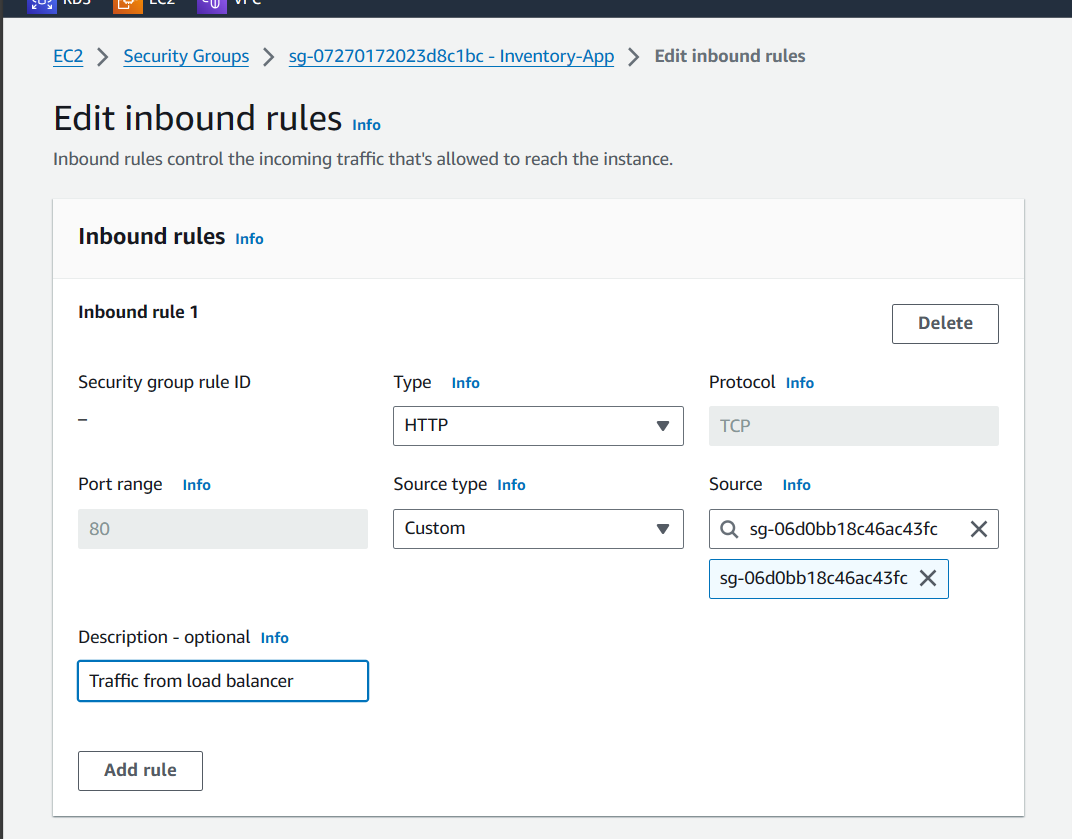 RDS EC2 VPC
EC2 > Security Groups > sg-07270172023d8c1bc - Inventory-App > Edit inbound rules
Edit inbound rules Info
Inbound rules control the incoming traffic that's allowed to reach the instance.
Inbound rules Info
Inbound rule 1
Delete
Security group rule ID
–
Type Info
HTTP
Protocol Info
TCP
Port range Info
80
Source type Info
Custom
Source Info
sg-06d0bb18c46ac43fc
sg-06d0bb18c46ac43fc
Description - optional Info
Traffic from load balancer
Add rule